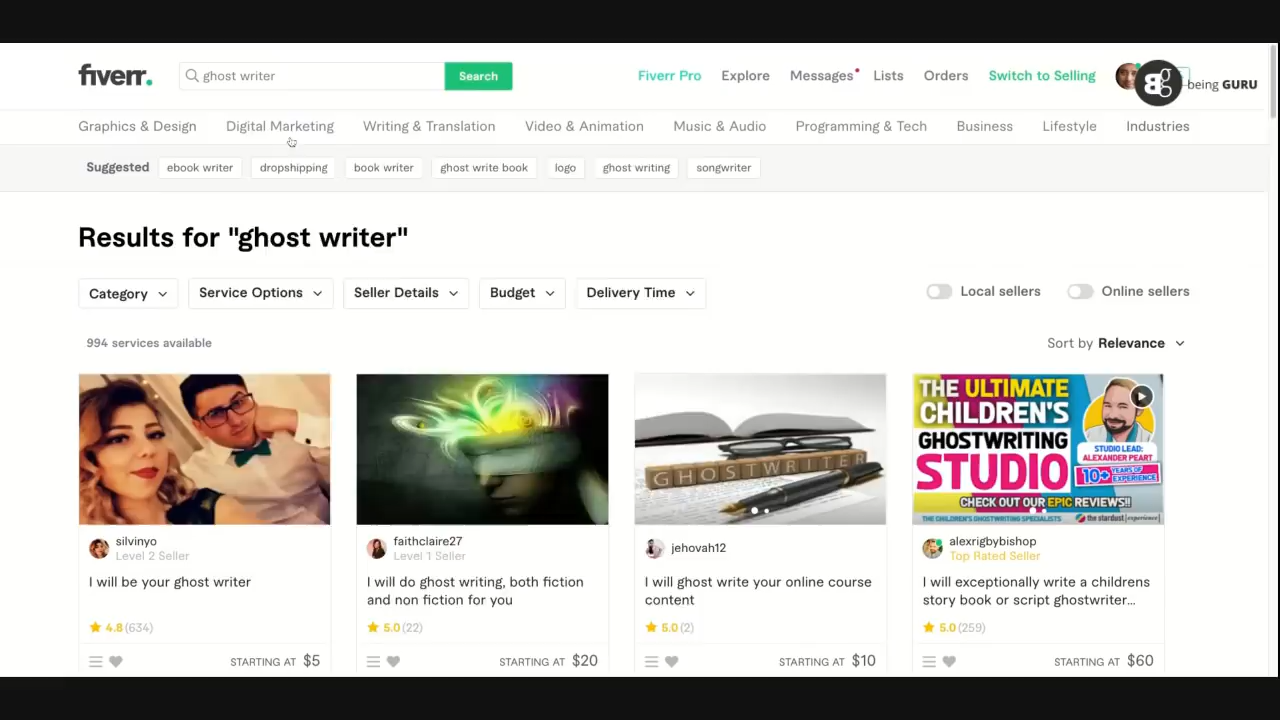 fiverr.
ghost writer
Search
Fiverr Pro
Explore
Messages
Lists
Orders
Switch to Selling
being GURU
Graphics & Design
Digital Marketing
Writing & Translation
Video & Animation
Music & Audio
Programming & Tech
Business
Lifestyle
Industries
Suggested
ebook writer
dropshipping
book writer
ghost write book
logo
ghost writing
songwriter
Results for "ghost writer"
Category
Service Options
Seller Details
Budget
Delivery Time
Local sellers
Online sellers
994 services available
Sort by Relevance
GHOSTWRITER
THE ULTIMATE
CHILDREN'S
GHOSTWRITING
STUDIO
STUDIO LEAD:
ALEXANDER PEART
10+ YEARS OF
EXPERIENCE
CHECK OUT OUR EPIC REVIEWS!!
THE CHILDREN'S GHOSTWRITING SPECIALISTS
the stardust experience
silvinyo
Level 2 Seller
I will be your ghost writer
4.8 (634)
STARTING AT $5
faithclaire27
Level 1 Seller
I will do ghost writing, both fiction
and non fiction for you
5.0 (22)
STARTING AT $20
jehovah12
I will ghost write your online course
content
5.0 (2)
STARTING AT $10
alexrigbybishop
Top Rated Seller
I will exceptionally write a childrens
story book or script ghostwriter...
5.0 (259)
STARTING AT $60